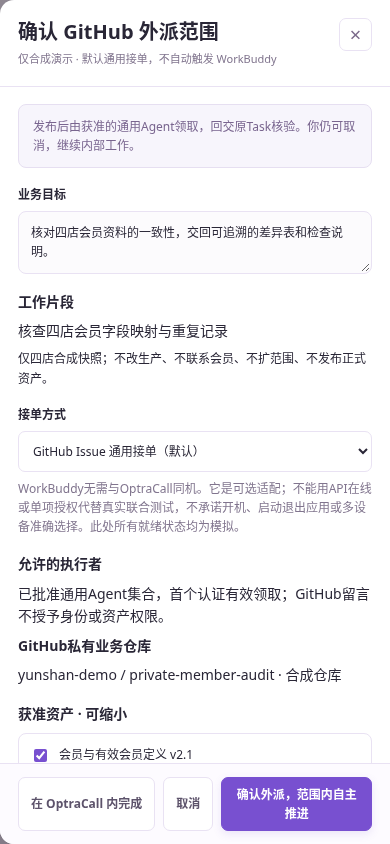 确认 GitHub 外派范围
仅合成演示 · 默认通用接单，不自动触发 WorkBuddy
发布后由获准的通用Agent领取，回交原Task核验。你仍可取
消，继续内部工作。
业务目标
核对四店会员资料的一致性，交回可追溯的差异表和检查说
明。
工作片段
核查四店会员字段映射与重复记录
仅四店合成快照；不改生产、不联系会员、不扩范围、不发布正式
资产。
接单方式
GitHub Issue 通用接单（默认）
WorkBuddy无需与OptraCall同机。它是可选适配；不能用API在线
或单项授权代替真实联合测试，不承诺开机、启动退出应用或多设
备准确选择。此处所有就绪状态均为模拟。
允许的执行者
已批准通用Agent集合，首个认证有效领取；GitHub留言
不授予身份或资产权限。
GitHub私有业务仓库
yunshan-demo / private-member-audit · 合成仓库
获准资产 · 可缩小
会员与有效会员定义 v2.1
在 OptraCall 内完成
取消
确认外派，范围内自主
推进